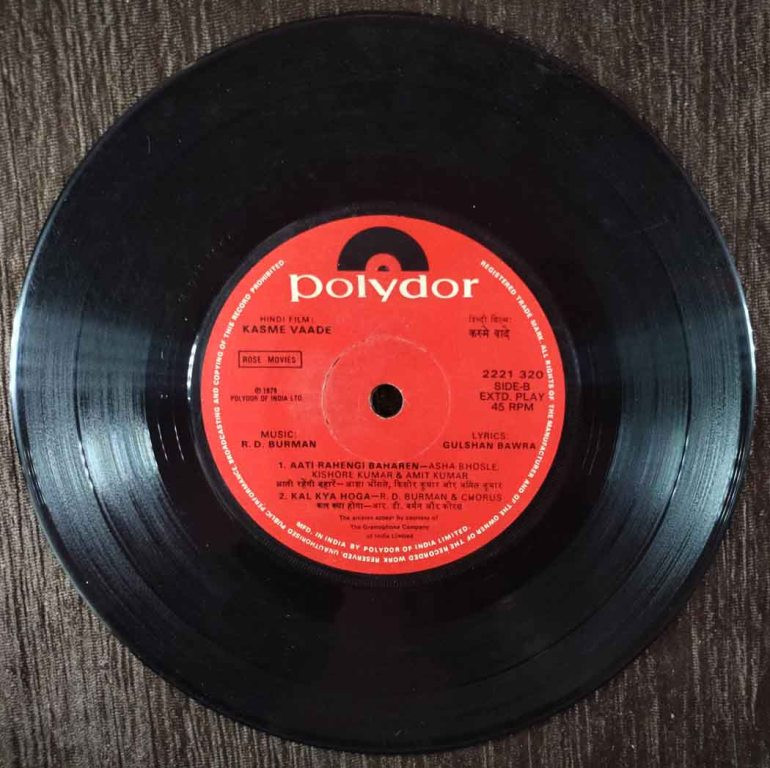 polydor
HINDI FILM:
KASME VAADE
हिन्दी फिल्म:
कस्मे वादे
ROSE MOVIES
℗ 1978
POLYDOR OF INDIA LTD.
2221 320
SIDE-B
EXTD. PLAY
45 RPM
MUSIC:
R. D. BURMAN
LYRICS:
GULSHAN BAWRA
1. AATI RAHENGI BAHAREN—ASHA BHOSLE,
KISHORE KUMAR & AMIT KUMAR
आती रहेंगी बहारें—आशा भोंसले, किशोर कुमार और अमित कुमार
2. KAL KYA HOGA—R. D. BURMAN & CHORUS
कल क्या होगा—आर. डी. बर्मन और कोरस
The artistes appear by courtesy of
The Gramophone Company
of India Limited
REGISTERED TRADE MARK. ALL RIGHTS OF THE MANUFACTURER AND OF THE OWNER OF THE RECORDED WORK RESERVED. UNAUTHORISED PUBLIC PERFORMANCE BROADCASTING AND COPYING OF THIS RECORD PROHIBITED.
MFD. IN INDIA BY POLYDOR OF INDIA LIMITED.